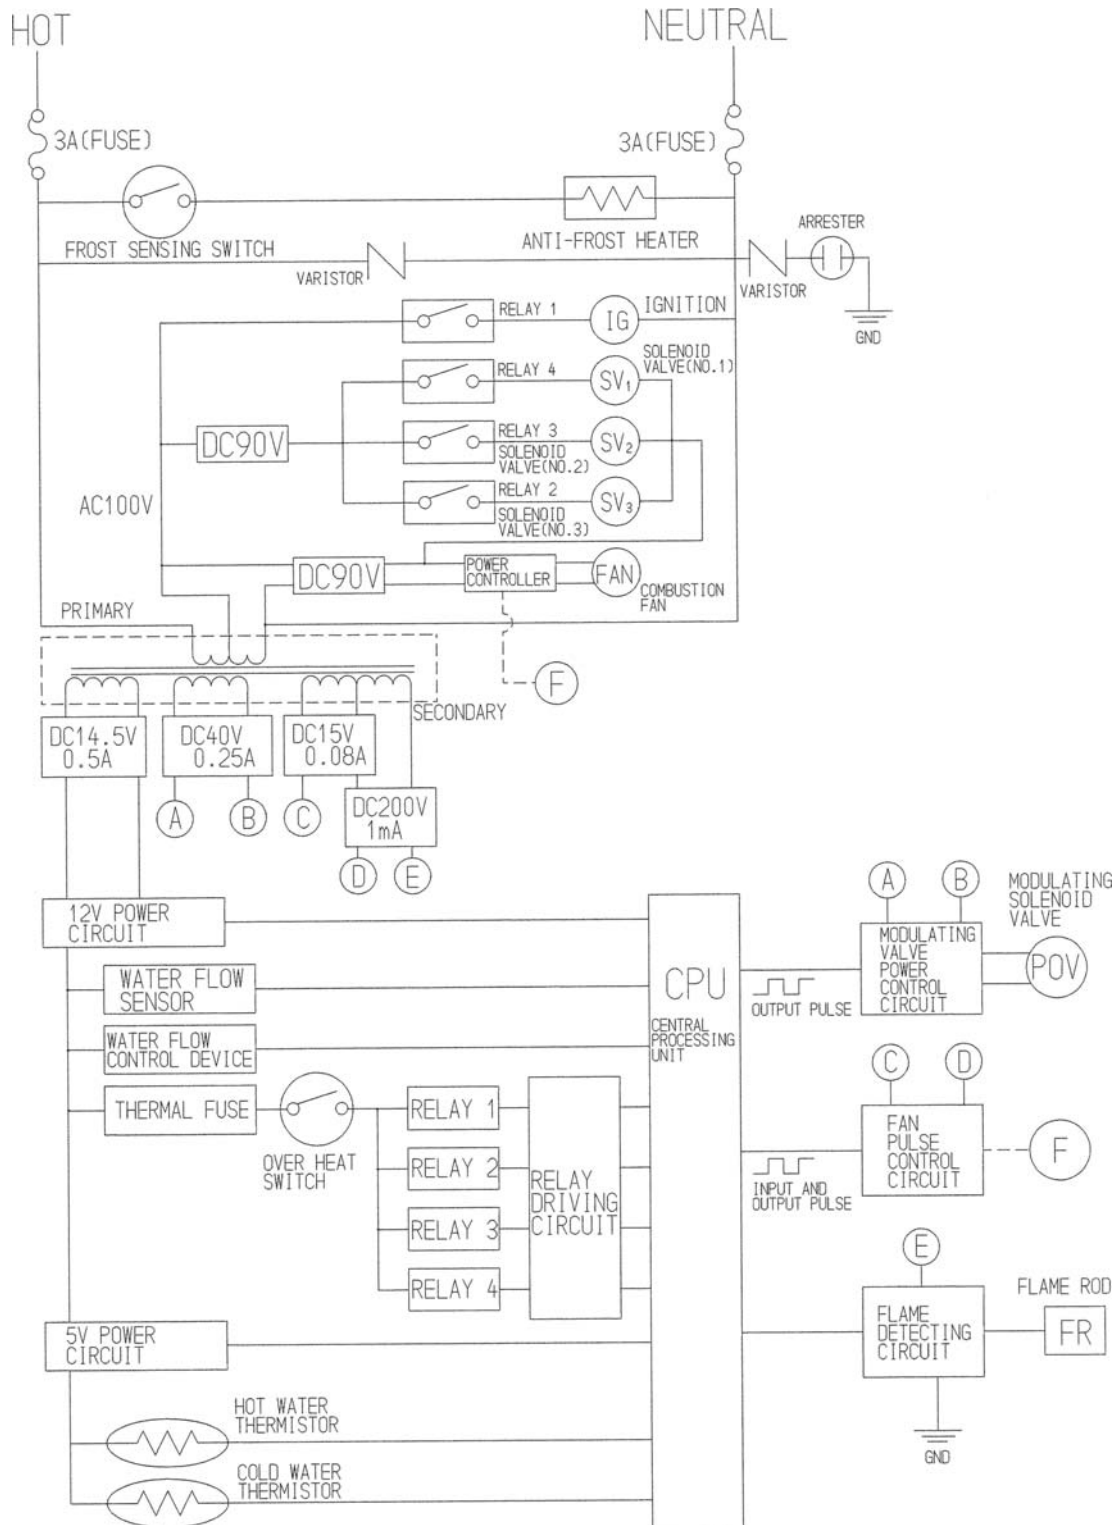 HOT
NEUTRAL
3A(FUSE)
3A(FUSE)
FROST SENSING SWITCH
ANTI-FROST HEATER
ARRESTER
VARISTOR
VARISTOR
GND
RELAY 1
IG
IGNITION
RELAY 4
SV1
SOLENOID
VALVE(NO.1)
DC90V
RELAY 3
SOLENOID
VALVE(NO.2)
SV2
AC100V
RELAY 2
SOLENOID
VALVE(NO.3)
SV3
DC90V
POWER
CONTROLLER
FAN
COMBUSTION
FAN
PRIMARY
F
SECONDARY
DC14.5V
0.5A
DC40V
0.25A
DC15V
0.08A
A
B
C
DC200V
1mA
D
E
12V POWER
CIRCUIT
WATER FLOW
SENSOR
WATER FLOW
CONTROL DEVICE
THERMAL FUSE
OVER HEAT
SWITCH
RELAY 1
RELAY 2
RELAY 3
RELAY 4
RELAY
DRIVING
CIRCUIT
CPU
CENTRAL
PROCESSING
UNIT
A
B
MODULATING
SOLENOID
VALVE
MODULATING
VALVE
POWER
CONTROL
CIRCUIT
POV
OUTPUT PULSE
C
D
FAN
PULSE
CONTROL
CIRCUIT
F
INPUT AND
OUTPUT PULSE
E
FLAME
DETECTING
CIRCUIT
FLAME ROD
FR
GND
5V POWER
CIRCUIT
HOT WATER
THERMISTOR
COLD WATER
THERMISTOR